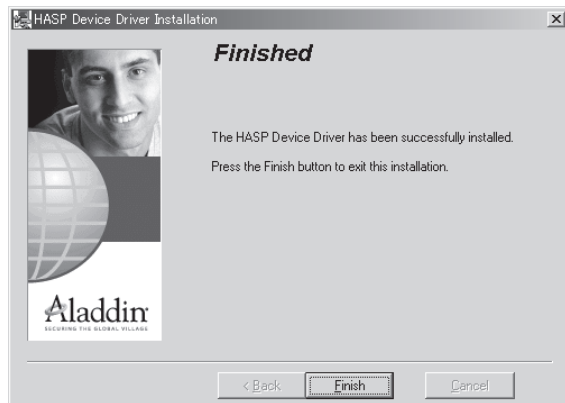 HASP Device Driver Installation
Finished
The HASP Device Driver has been successfully installed.
Press the Finish button to exit this installation.
Aladdin
SECURING THE GLOBAL VILLAGE
< Back
Finish
Cancel